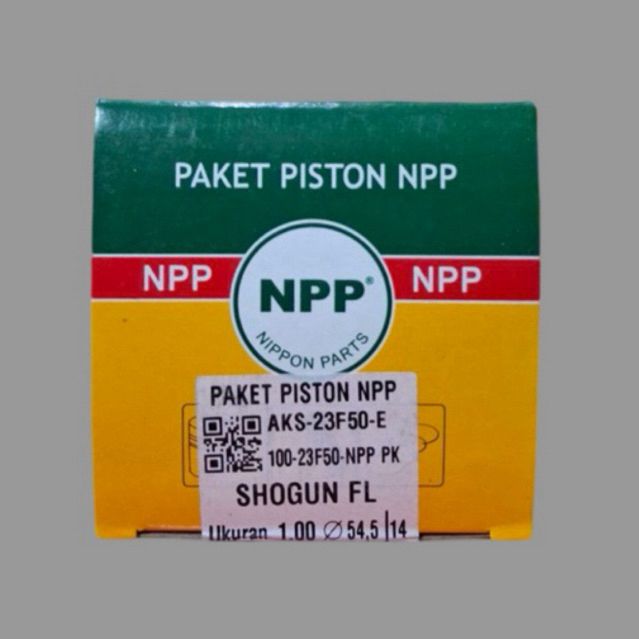 PAKET PISTON NPP
NPP
NPP®
NPP
NIPPON PARTS
PAKET PISTON NPP
AKS-23F50-E
100-23F50-NPP PK
SHOGUN FL
Ukuran 1.00 ∅ 54,5|14